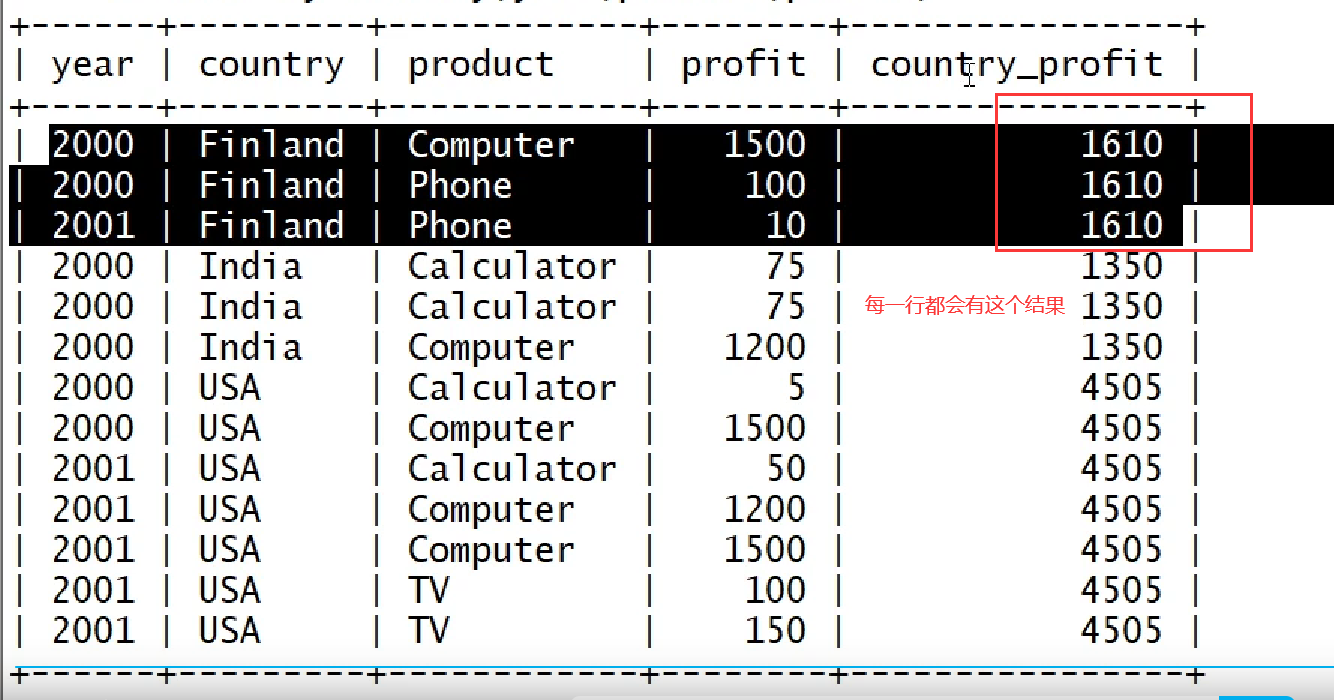 +------+---------+------------+--------+----------------+
| year | country | product    | profit | country_profit |
+------+---------+------------+--------+----------------+
| 2000 | Finland | Computer   |   1500 |           1610 |
| 2000 | Finland | Phone      |    100 |           1610 |
| 2001 | Finland | Phone      |     10 |           1610 |
| 2000 | India   | Calculator |     75 |           1350 |
| 2000 | India   | Calculator |     75 | 每一行都会有这个结果 1350 |
| 2000 | India   | Computer   |   1200 |           1350 |
| 2000 | USA     | Calculator |      5 |           4505 |
| 2000 | USA     | Computer   |   1500 |           4505 |
| 2001 | USA     | Calculator |     50 |           4505 |
| 2001 | USA     | Computer   |   1200 |           4505 |
| 2001 | USA     | Computer   |   1500 |           4505 |
| 2001 | USA     | TV         |    100 |           4505 |
| 2001 | USA     | TV         |    150 |           4505 |
+------+---------+------------+--------+----------------+